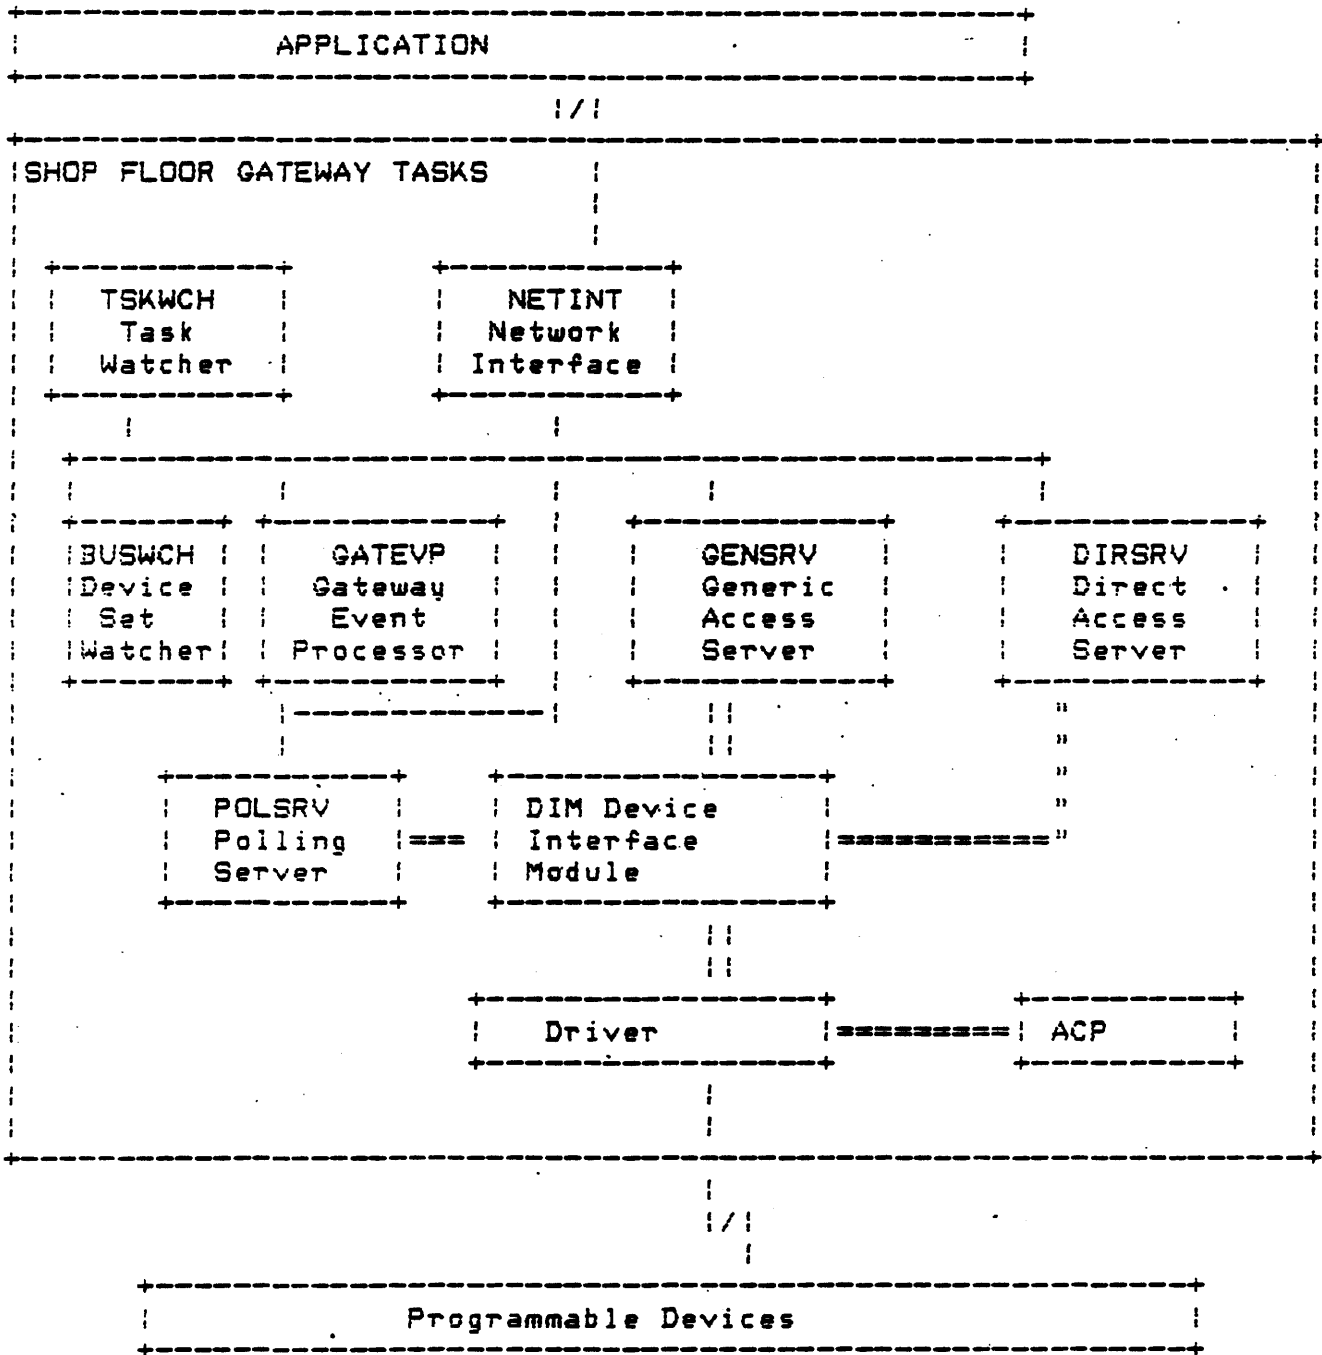 APPLICATION
SHOP FLOOR GATEWAY TASKS
TSKWCH
Task
Watcher
NETINT
Network
Interface
BUSWCH
Device
Set
Watcher
GATEVP
Gateway
Event
Processor
GENSRV
Generic
Access
Server
DIRSRV
Direct
Access
Server
POLSRV
Polling
Server
DIM Device
Interface
Module
Driver
ACP
Programmable Devices